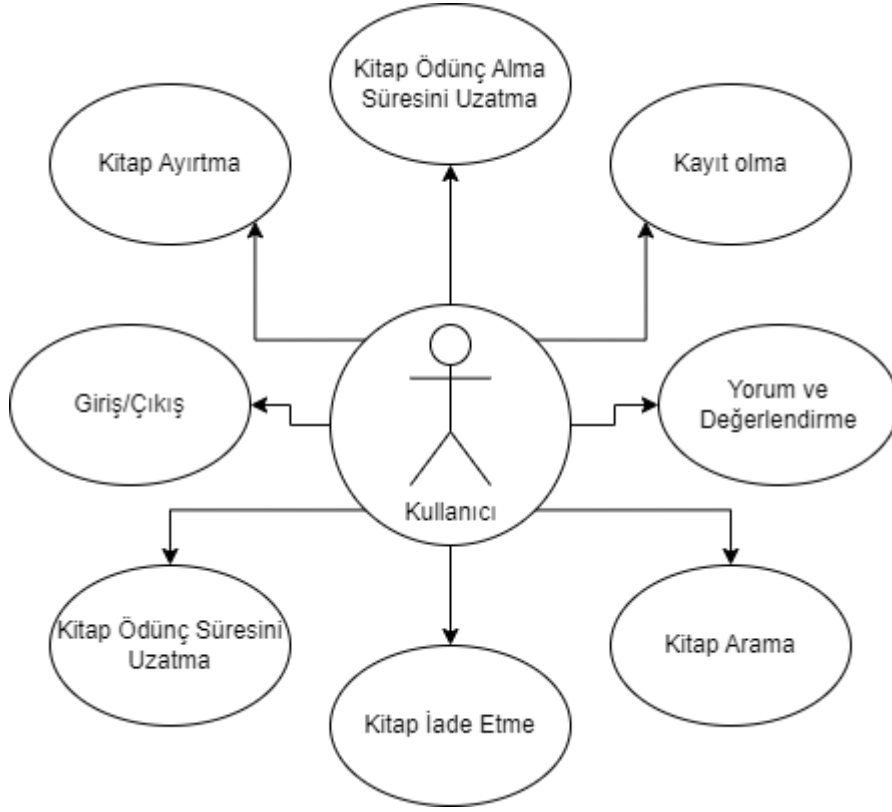 Kitap Ödünç Alma
Süresini Uzatma
Kitap Ayırtma
Kayıt olma
Giriş/Çıkış
Yorum ve
Değerlendirme
Kullanıcı
Kitap Ödünç Süresini
Uzatma
Kitap Arama
Kitap İade Etme